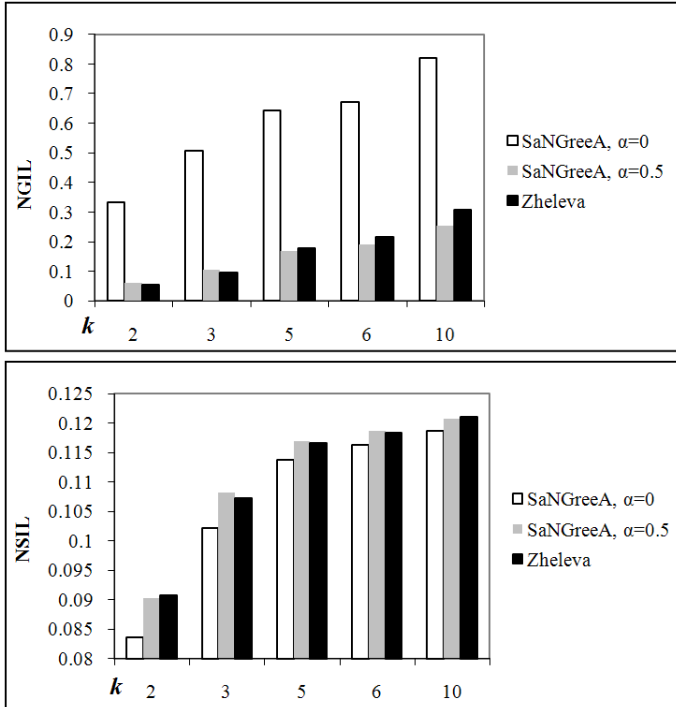 0.9
0.8
0.7
0.6
0.5
0.4
0.3
0.2
0.1
0
NGIL
k
2 3 5 6 10
SaNGreeA, α=0
SaNGreeA, α=0.5
Zheleva
0.125
0.12
0.115
0.11
0.105
0.1
0.095
0.09
0.085
0.08
NSIL
k
2 3 5 6 10
SaNGreeA, α=0
SaNGreeA, α=0.5
Zheleva